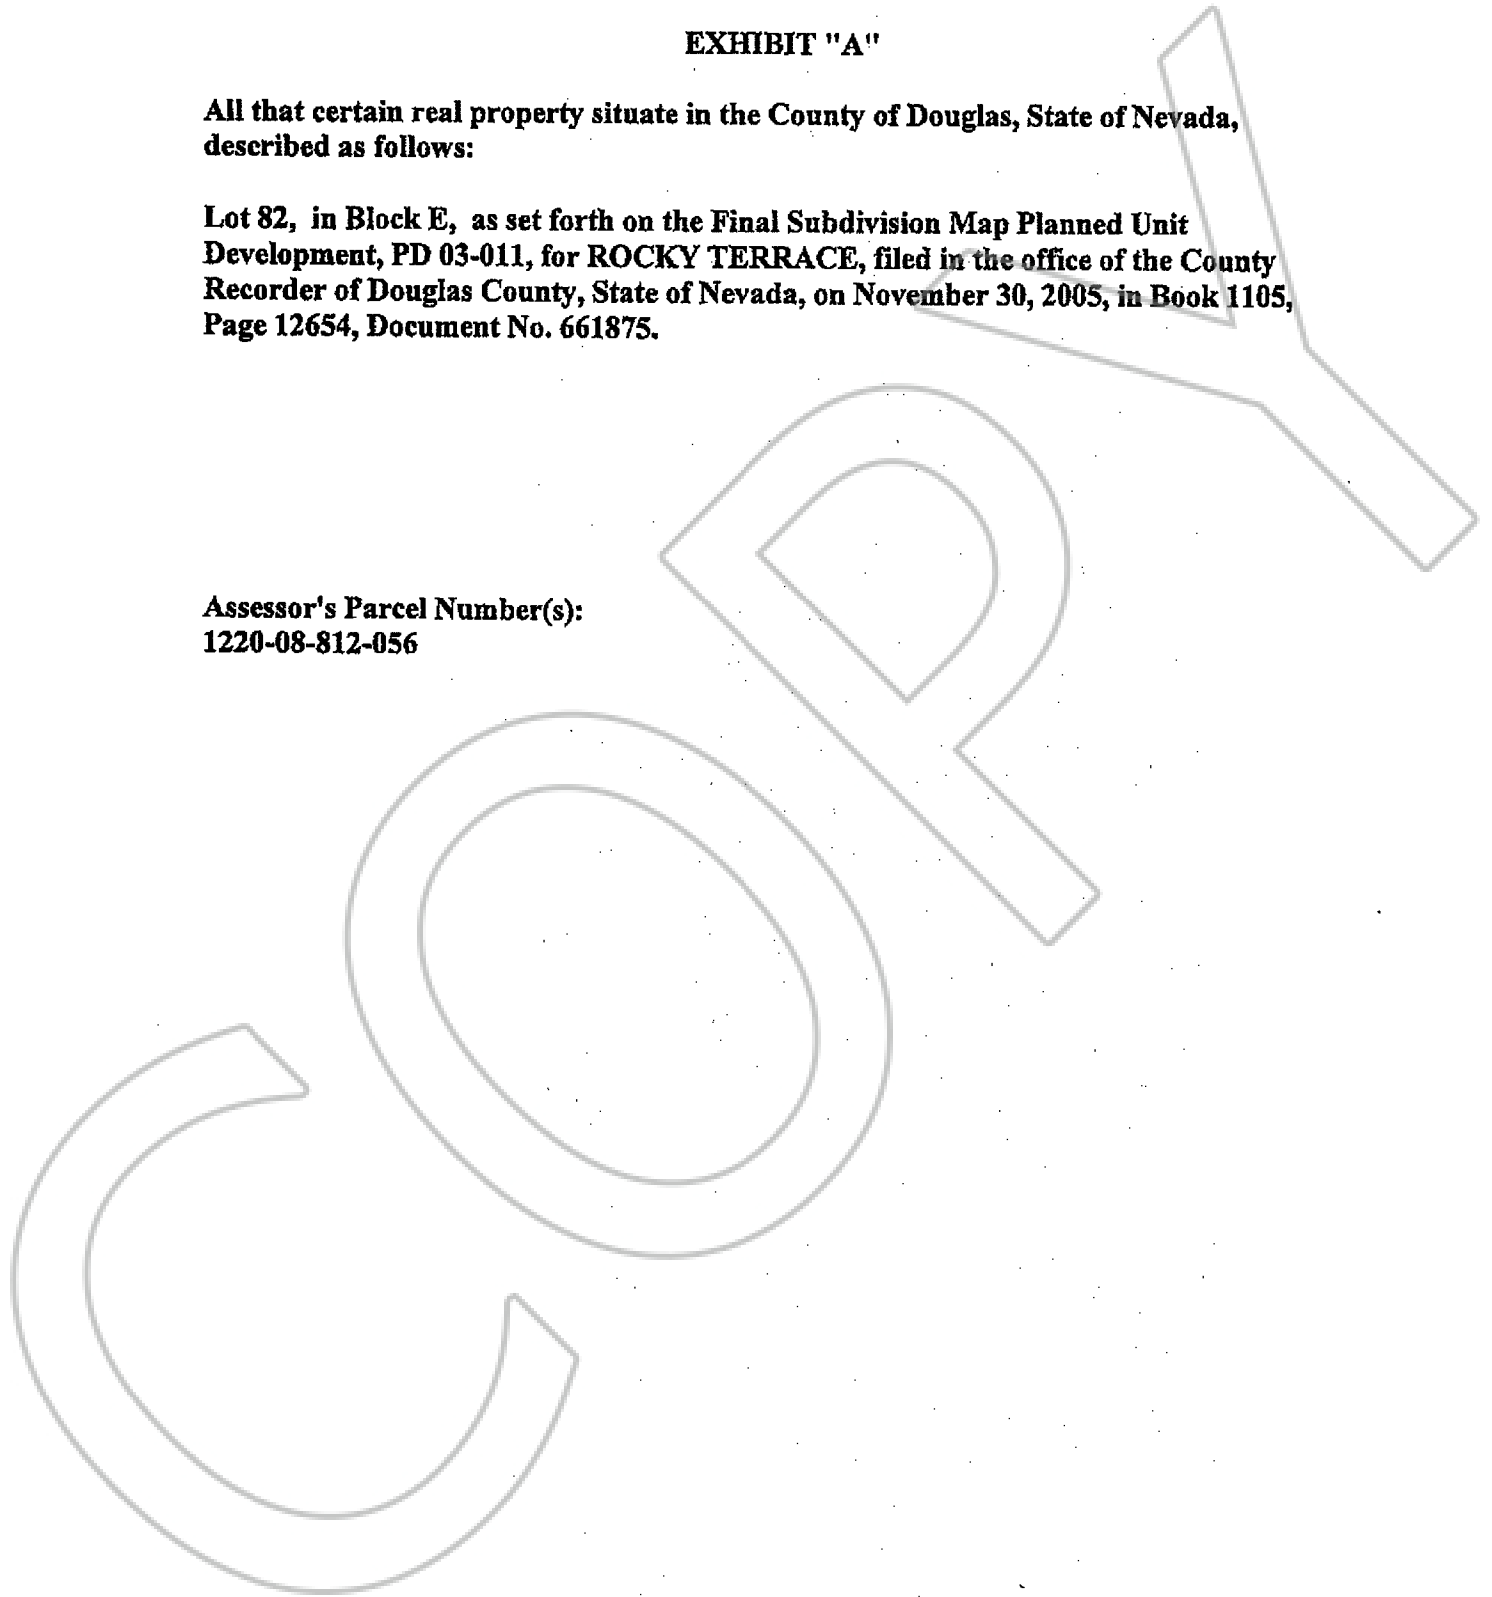 EXHIBIT "A"
All that certain real property situate in the County of Douglas, State of Nevada,
described as follows:
Lot 82, in Block E, as set forth on the Final Subdivision Map Planned Unit
Development, PD 03-011, for ROCKY TERRACE, filed in the office of the County
Recorder of Douglas County, State of Nevada, on November 30, 2005, in Book 1105,
Page 12654, Document No. 661875.
Assessor's Parcel Number(s):
1220-08-812-056
COPY